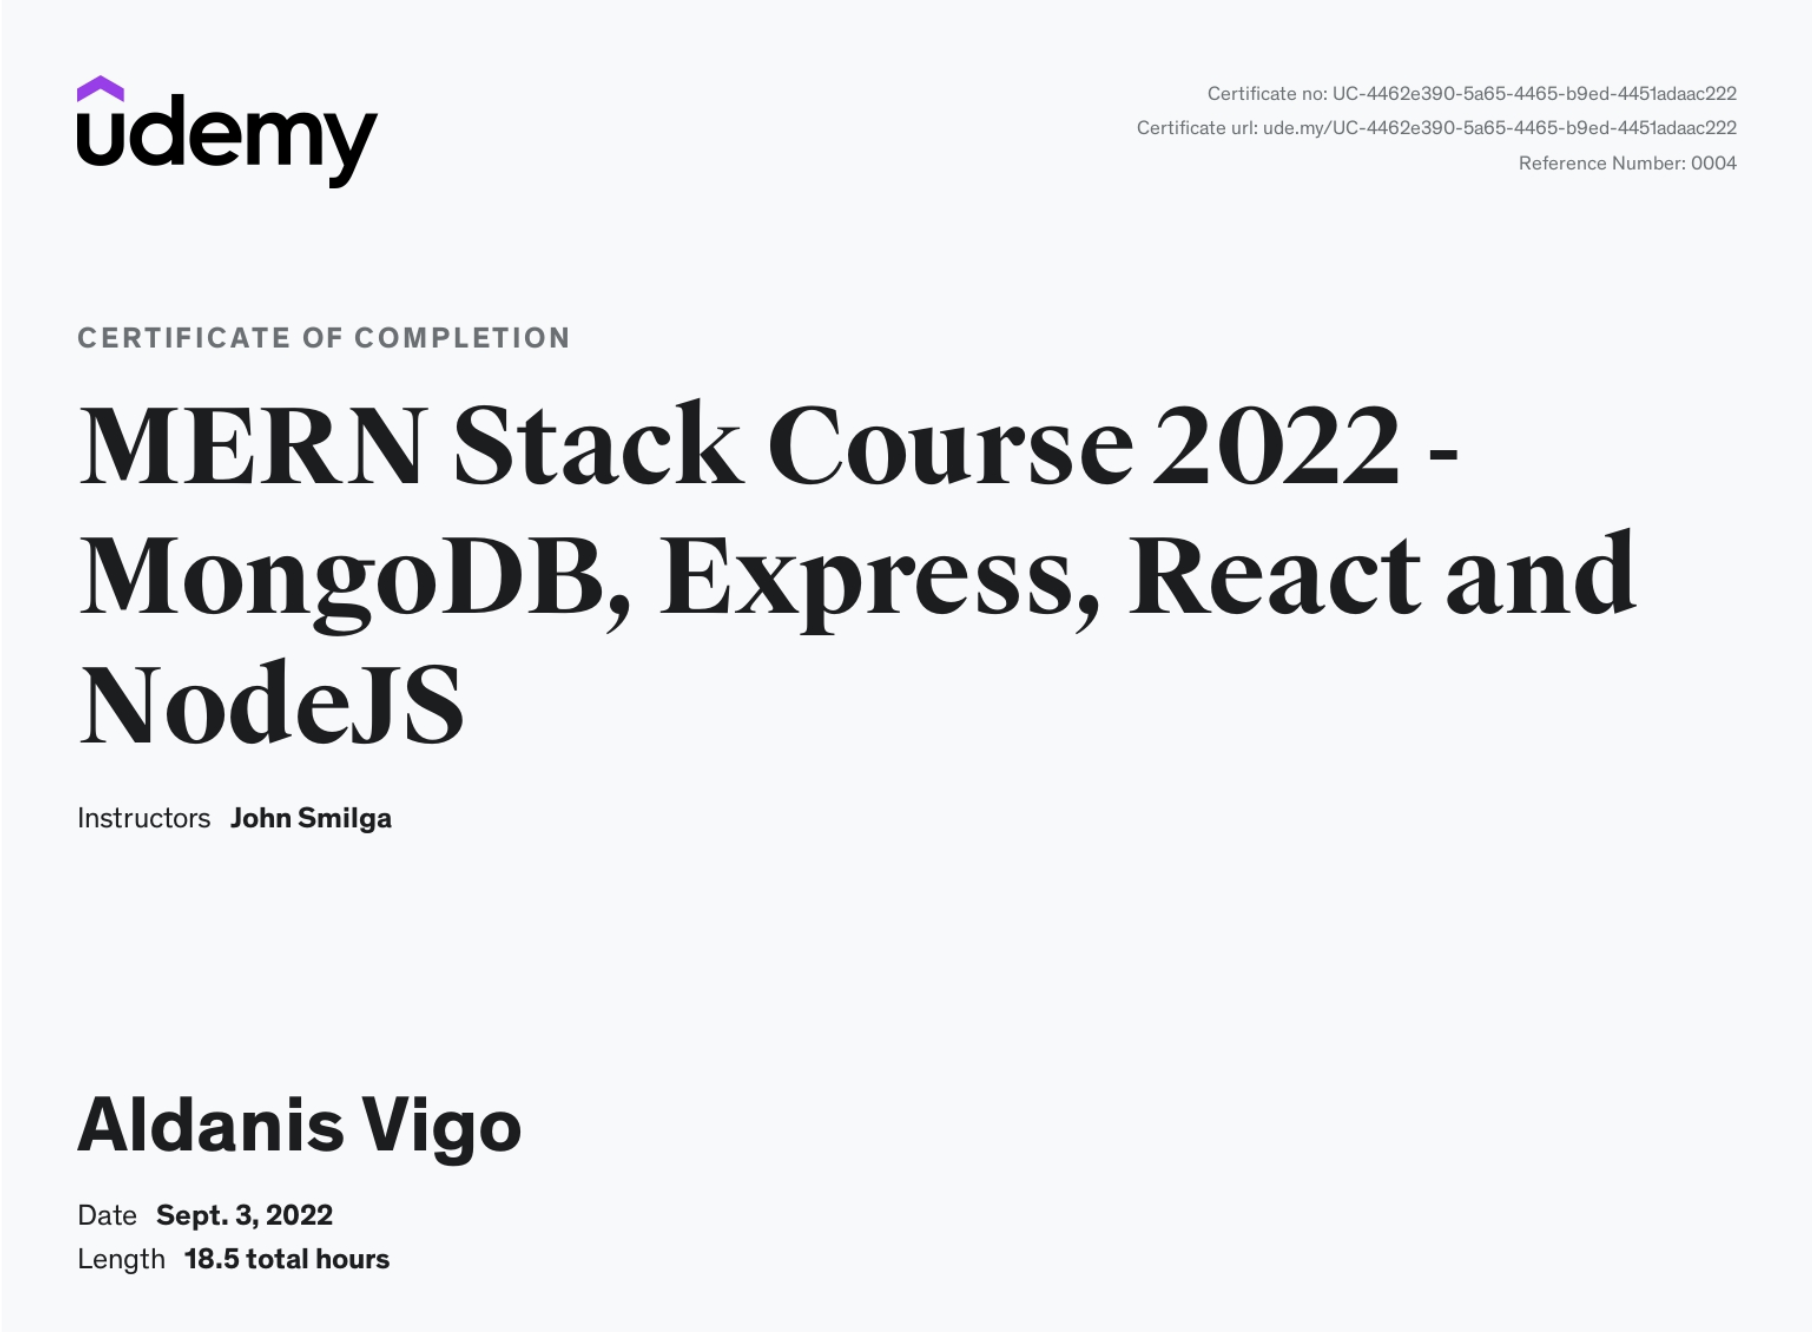 udemy
Certificate no: UC-4462e390-5a65-4465-b9ed-4451adaac222
Certificate url: ude.my/UC-4462e390-5a65-4465-b9ed-4451adaac222
Reference Number: 0004
CERTIFICATE OF COMPLETION
MERN Stack Course 2022 -
MongoDB, Express, React and
NodeJS
Instructors John Smilga
Aldanis Vigo
Date Sept. 3, 2022
Length 18.5 total hours